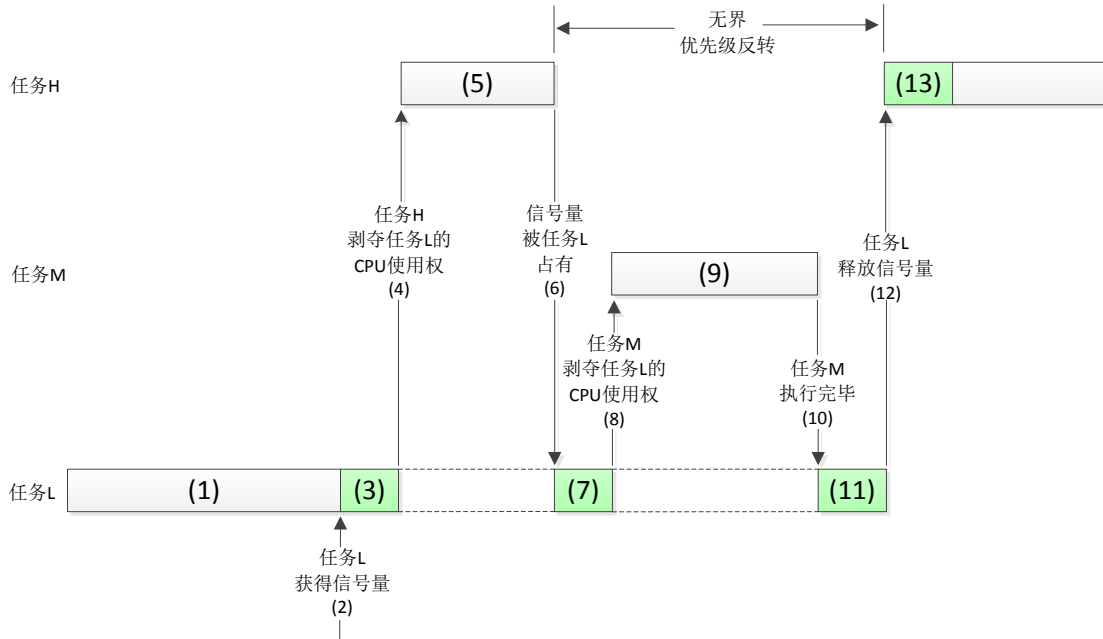 无界
优先级反转
任务H
(5)
(13)
任务H
剥夺任务L的
CPU使用权
(4)
信号量
被任务L
占有
(6)
任务L
释放信号量
(12)
任务M
(9)
任务M
剥夺任务L的
CPU使用权
(8)
任务M
执行完毕
(10)
任务L
(1)
(3)
(7)
(11)
任务L
获得信号量
(2)